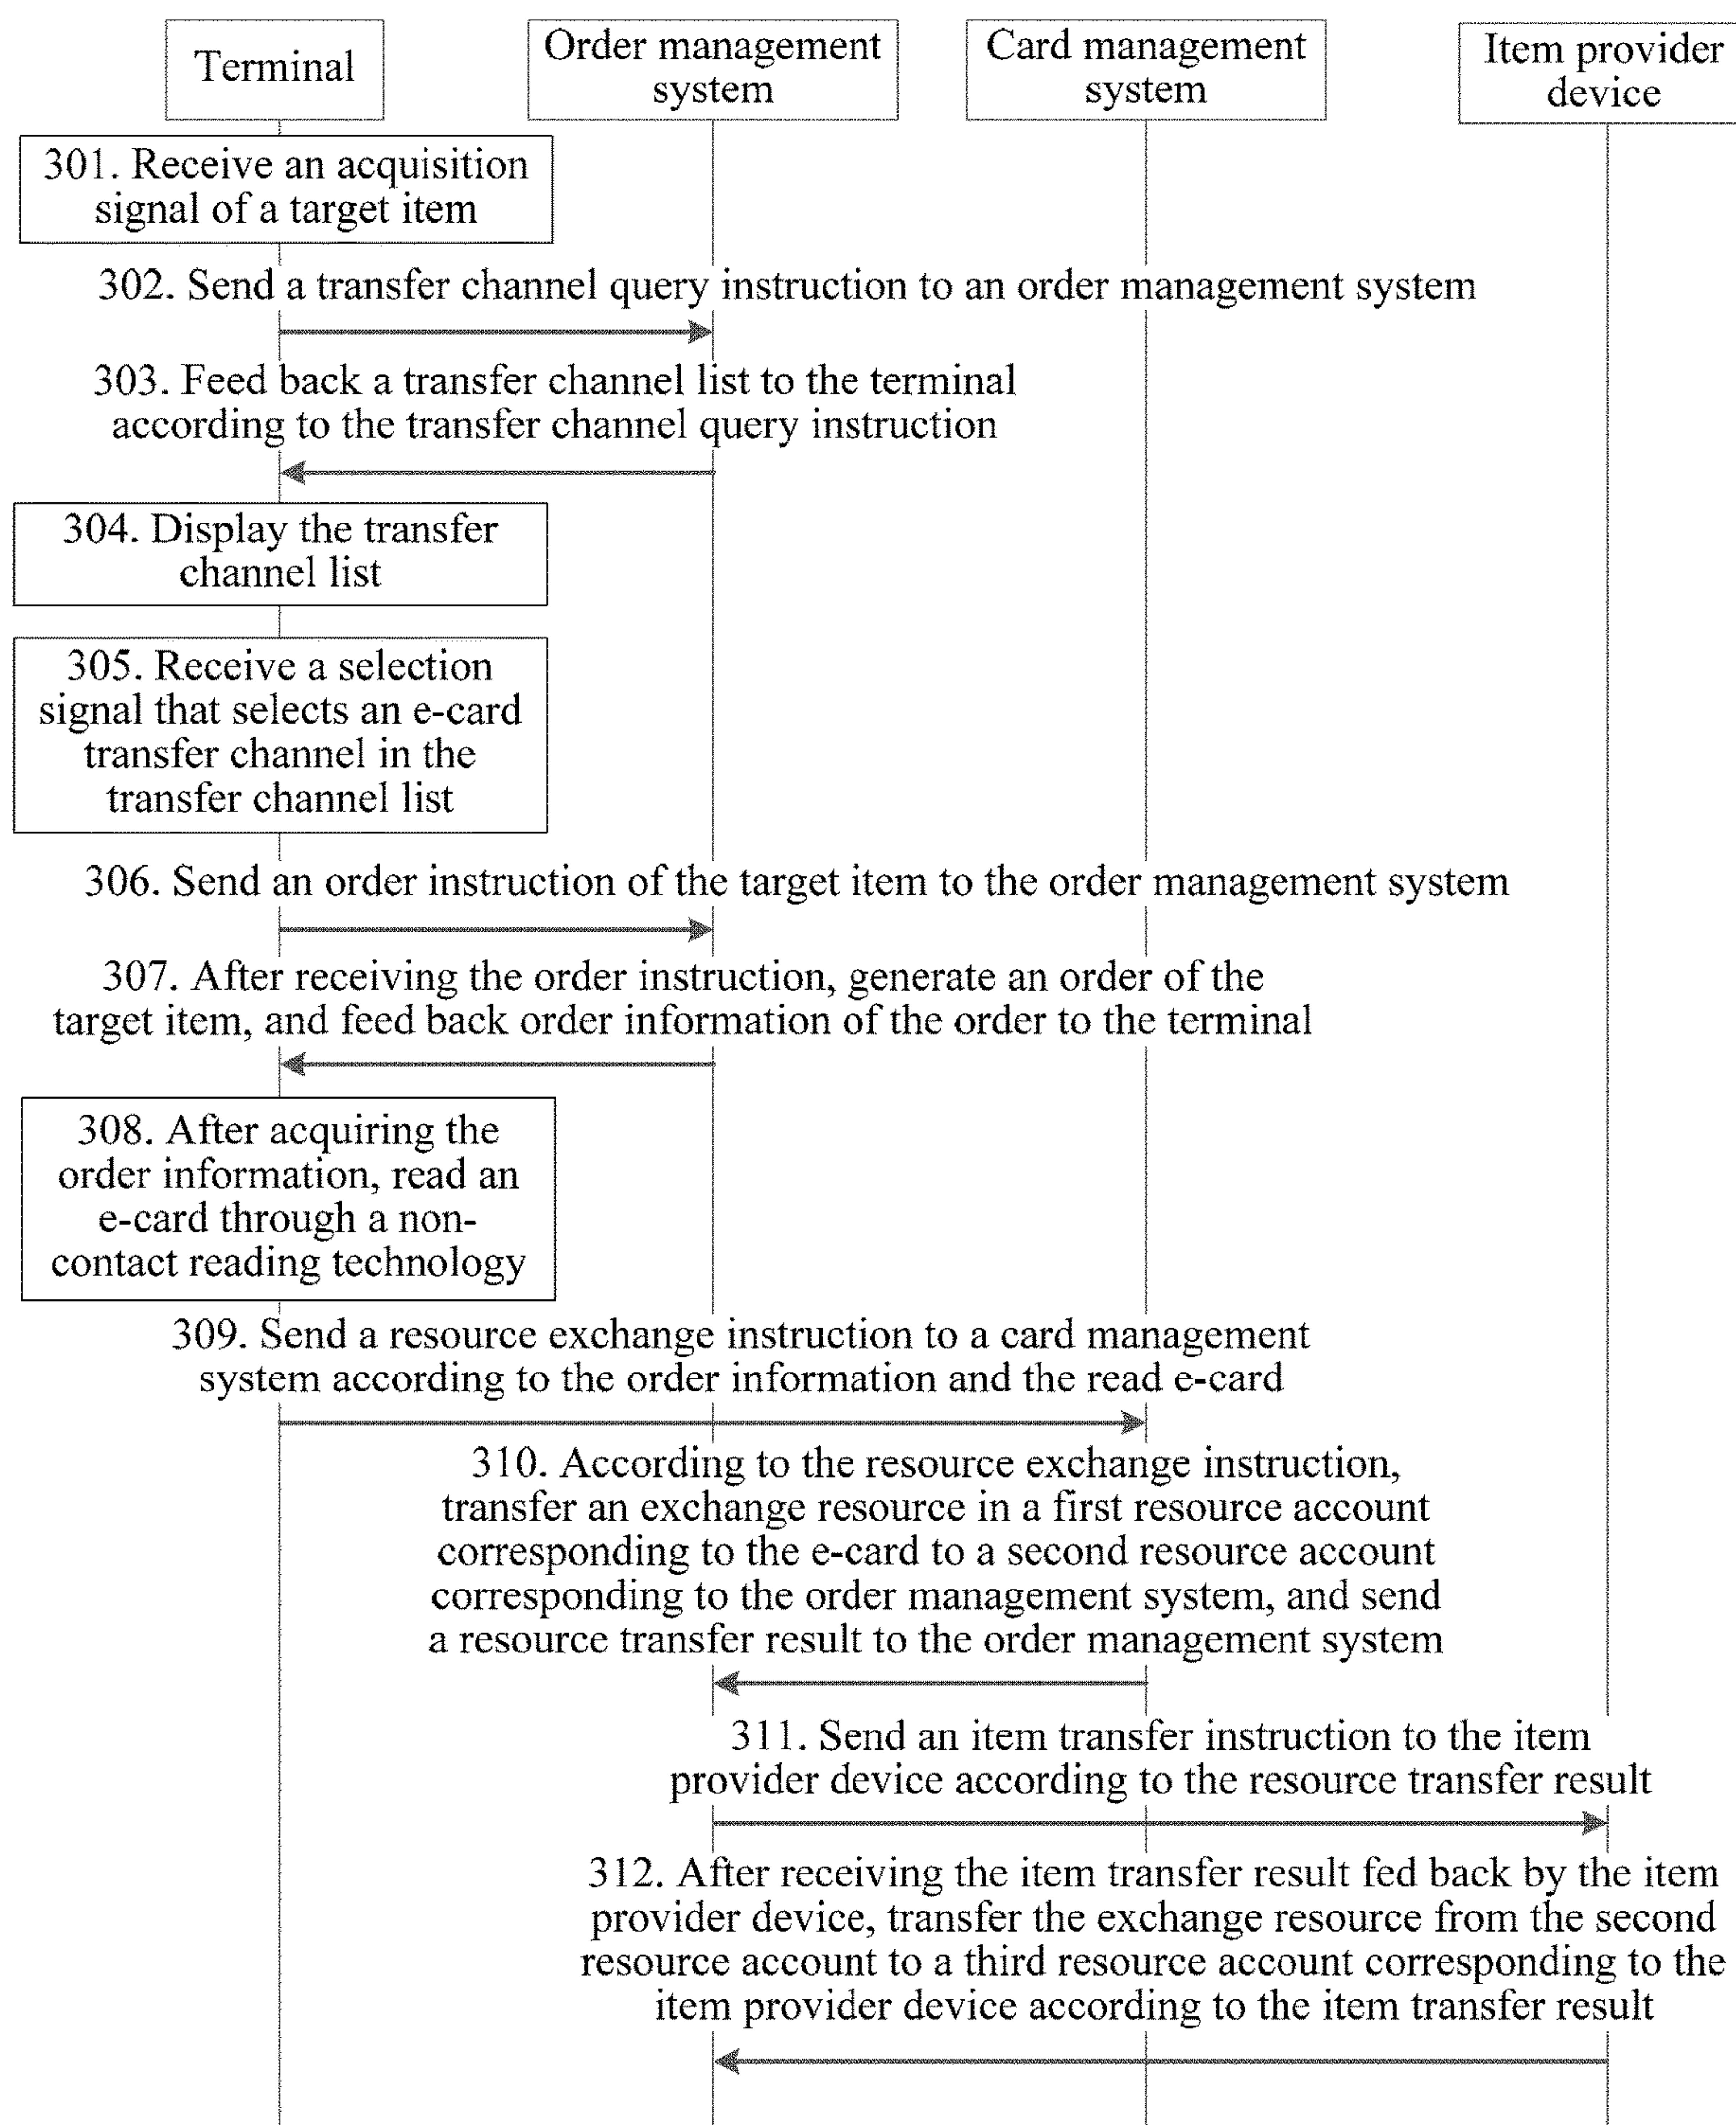 Terminal
Order management
system
Card management
system
Item provider
device
301. Receive an acquisition
signal of a target item
302. Send a transfer channel query instruction to an order management system
303. Feed back a transfer channel list to the terminal
according to the transfer channel query instruction
304. Display the transfer
channel list
305. Receive a selection
signal that selects an e-card
transfer channel in the
transfer channel list
306. Send an order instruction of the target item to the order management system
307. After receiving the order instruction, generate an order of the
target item, and feed back order information of the order to the terminal
308. After acquiring the
order information, read an
e-card through a non-
contact reading technology
309. Send a resource exchange instruction to a card management
system according to the order information and the read e-card
310. According to the resource exchange instruction,
transfer an exchange resource in a first resource account
corresponding to the e-card to a second resource account
corresponding to the order management system, and send
a resource transfer result to the order management system
311. Send an item transfer instruction to the item
provider device according to the resource transfer result
312. After receiving the item transfer result fed back by the item
provider device, transfer the exchange resource from the second
resource account to a third resource account corresponding to the
item provider device according to the item transfer result